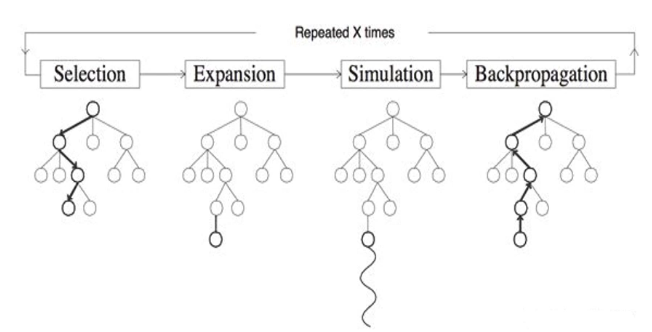 Repeated X times
Selection
Expansion
Simulation
Backpropagation